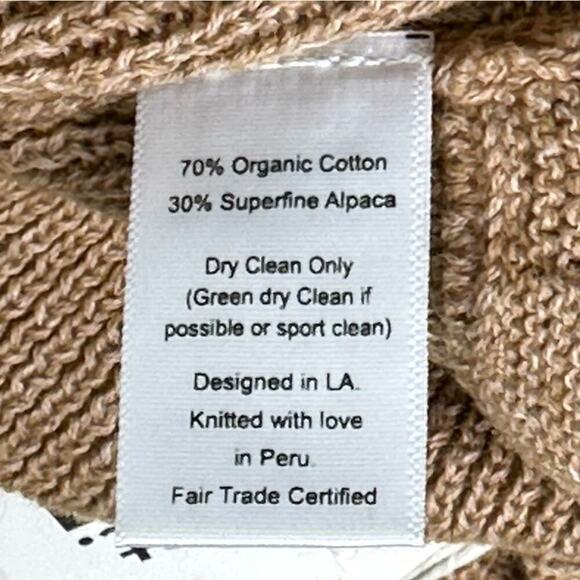 70% Organic Cotton
30% Superfine Alpaca
Dry Clean Only
(Green dry Clean if
possible or sport clean)
Designed in LA.
Knitted with love
in Peru.
Fair Trade Certified